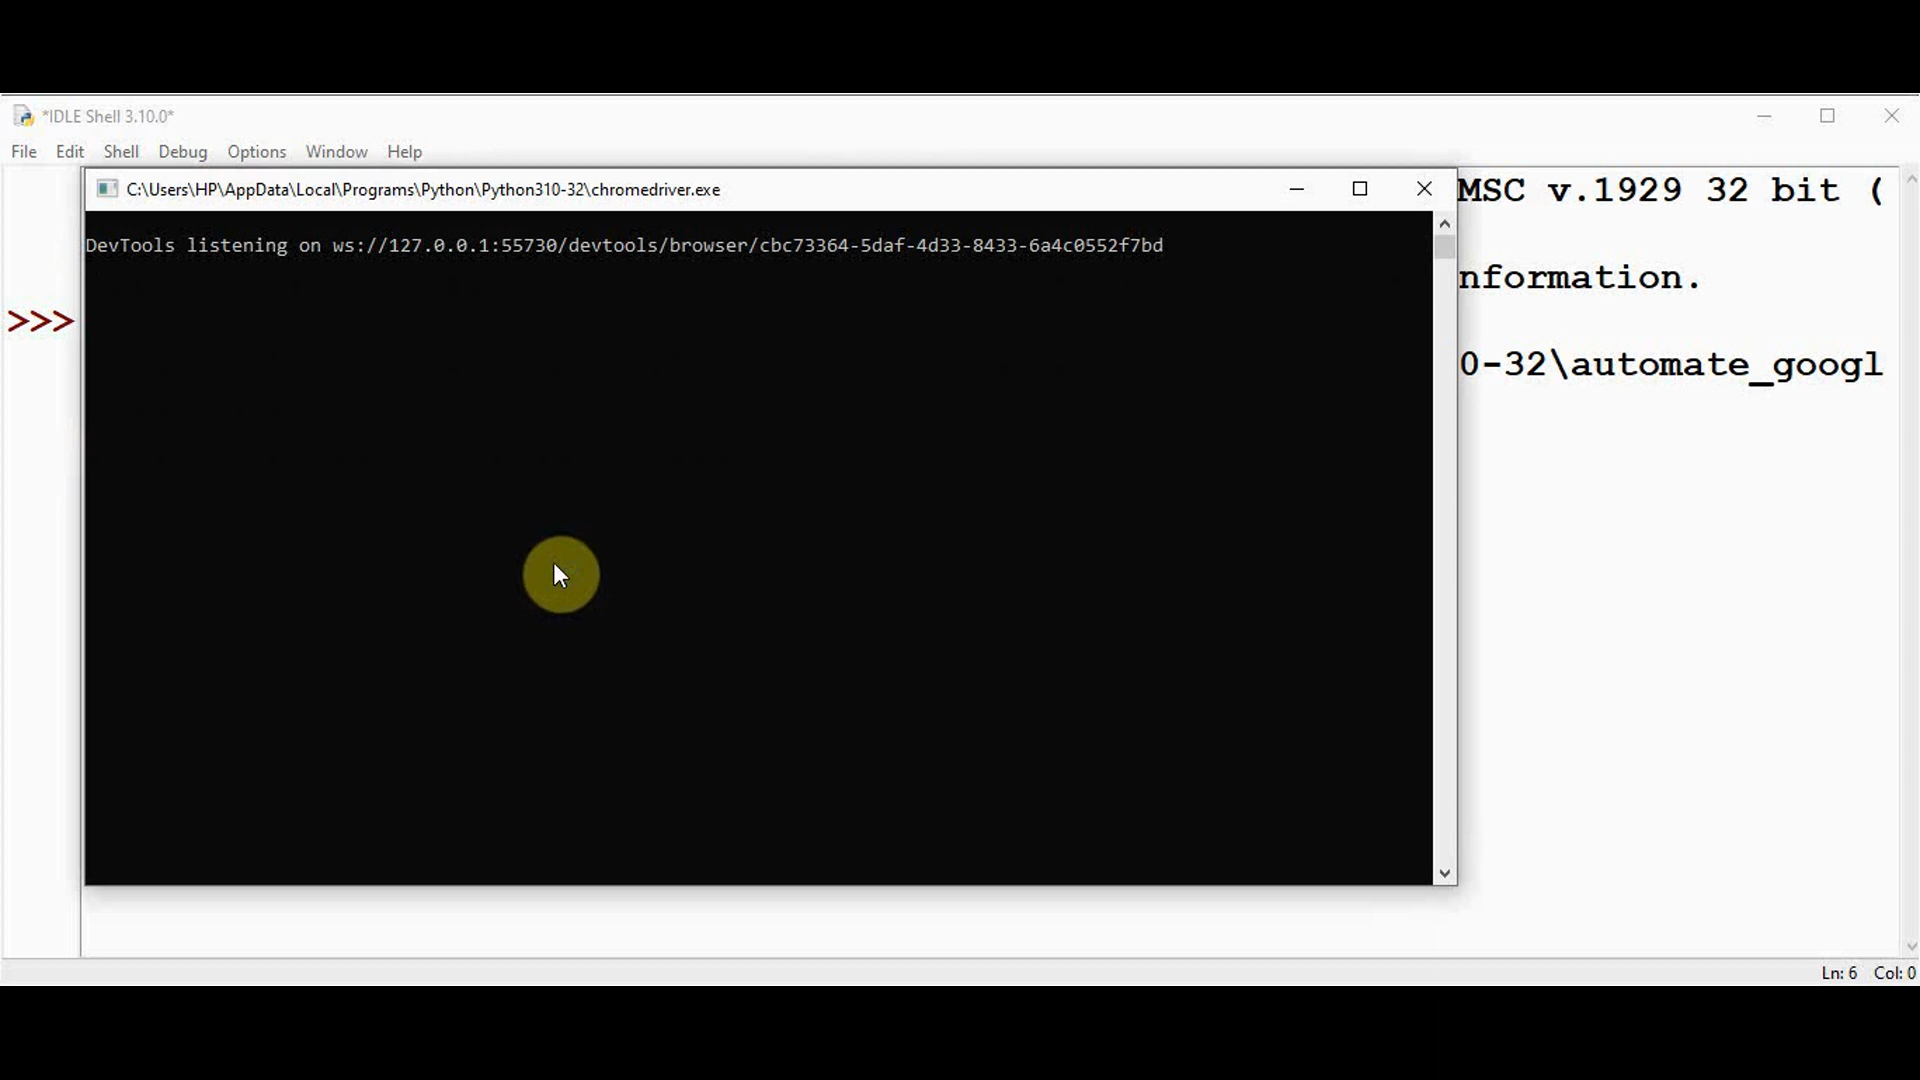 *IDLE Shell 3.10.0*
File Edit Shell Debug Options Window Help
C:\Users\HP\AppData\Local\Programs\Python\Python310-32\chromedriver.exe
MSC v.1929 32 bit (
DevTools listening on ws://127.0.0.1:55730/devtools/browser/cbc73364-5daf-4d33-8433-6a4c0552f7bd
nformation.
>>>
0-32\automate_googl
Ln: 6 Col: 0